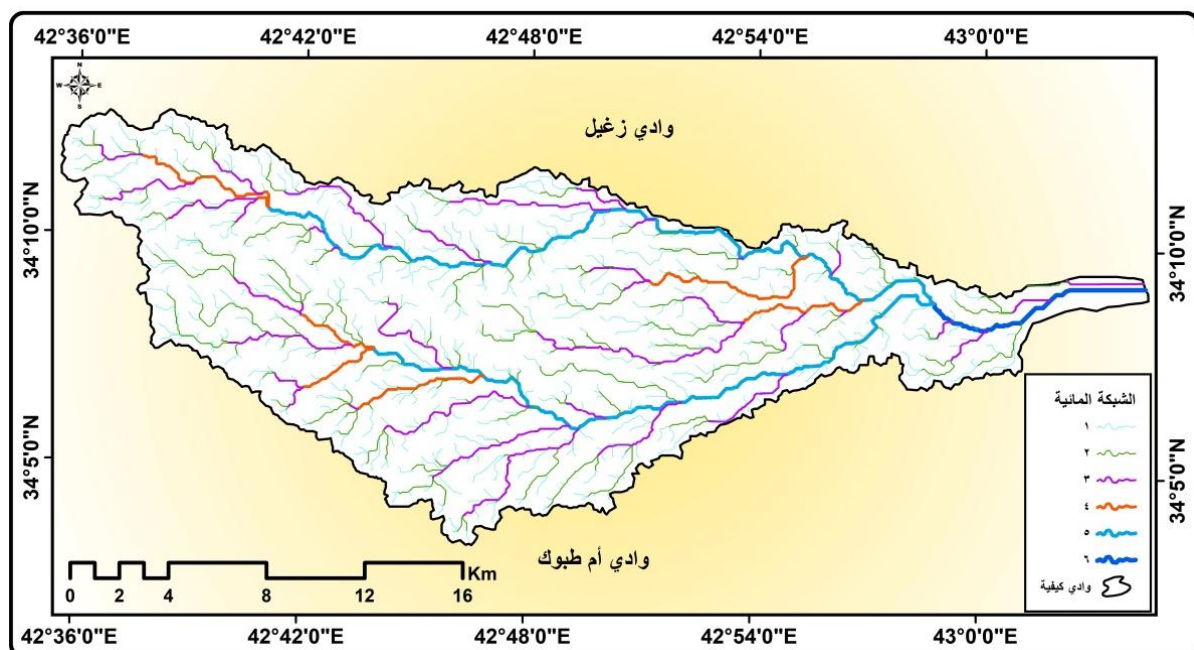 42°36'0"E 42°42'0"E 42°48'0"E 42°54'0"E 43°0'0"E
N
W E
S
وادي زغيل
34°10'0"N
34°10'0"N
34°5'0"N
34°5'0"N
الشبكة المائية
١
٢
٣
٤
٥
٦
وادي كيفية
وادي أم طبوك
Km
0 2 4 8 12 16
42°36'0"E 42°42'0"E 42°48'0"E 42°54'0"E 43°0'0"E